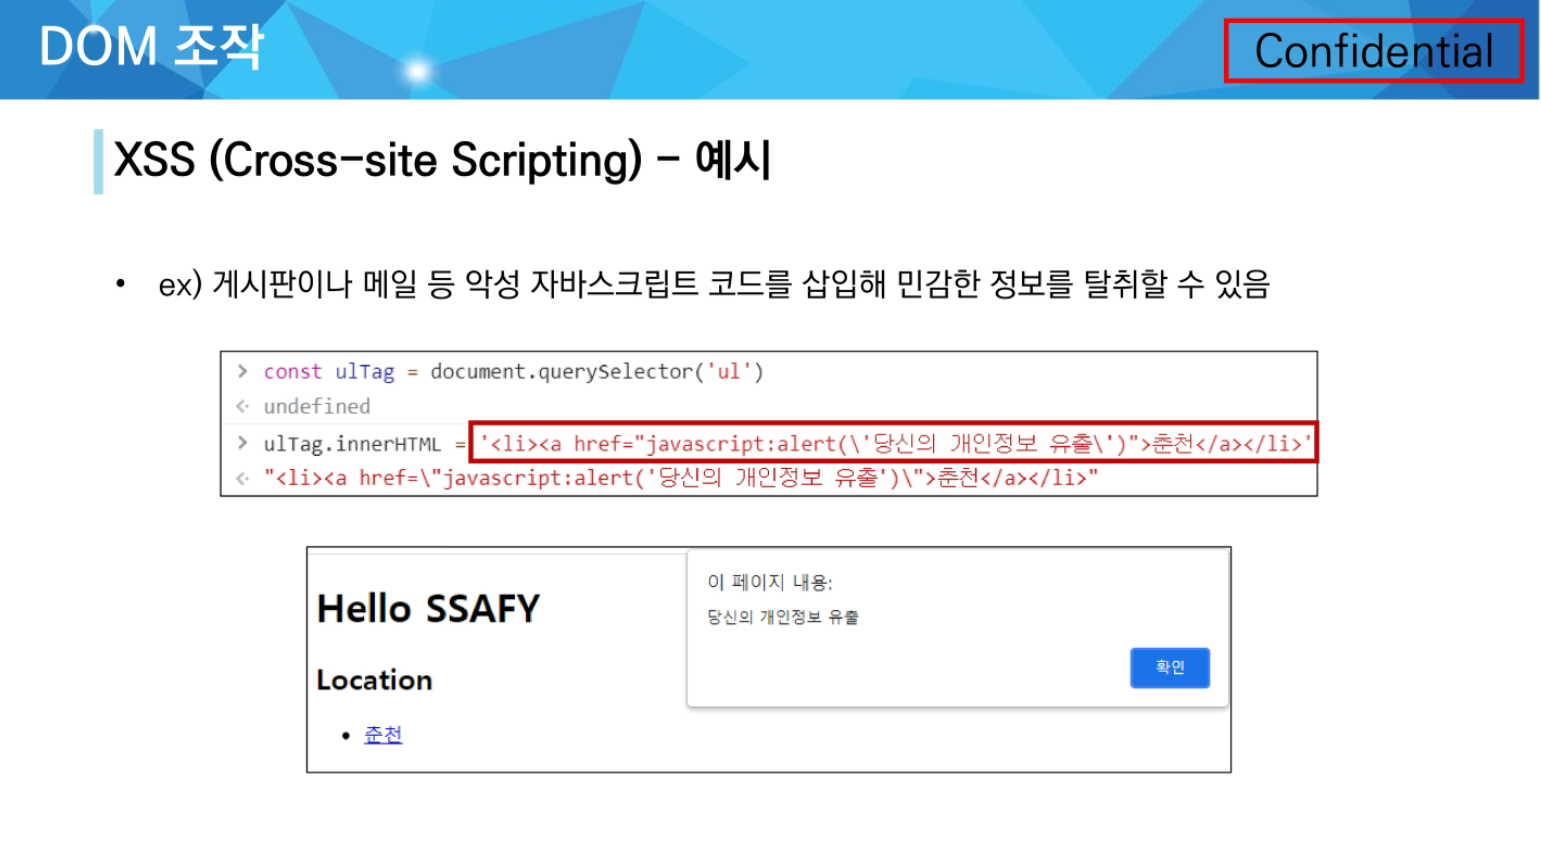 DOM 조작
Confidential
XSS (Cross-site Scripting) - 예시
• ex) 게시판이나 메일 등 악성 자바스크립트 코드를 삽입해 민감한 정보를 탈취할 수 있음
> const ulTag = document.querySelector('ul')
<· undefined
> ulTag.innerHTML = '<li><a href="javascript:alert(\'당신의 개인정보 유출\')">춘천</a></li>'
<· "<li><a href=\"javascript:alert('당신의 개인정보 유출')\">춘천</a></li>"
Hello SSAFY
Location
• 춘천
이 페이지 내용:
당신의 개인정보 유출
확인